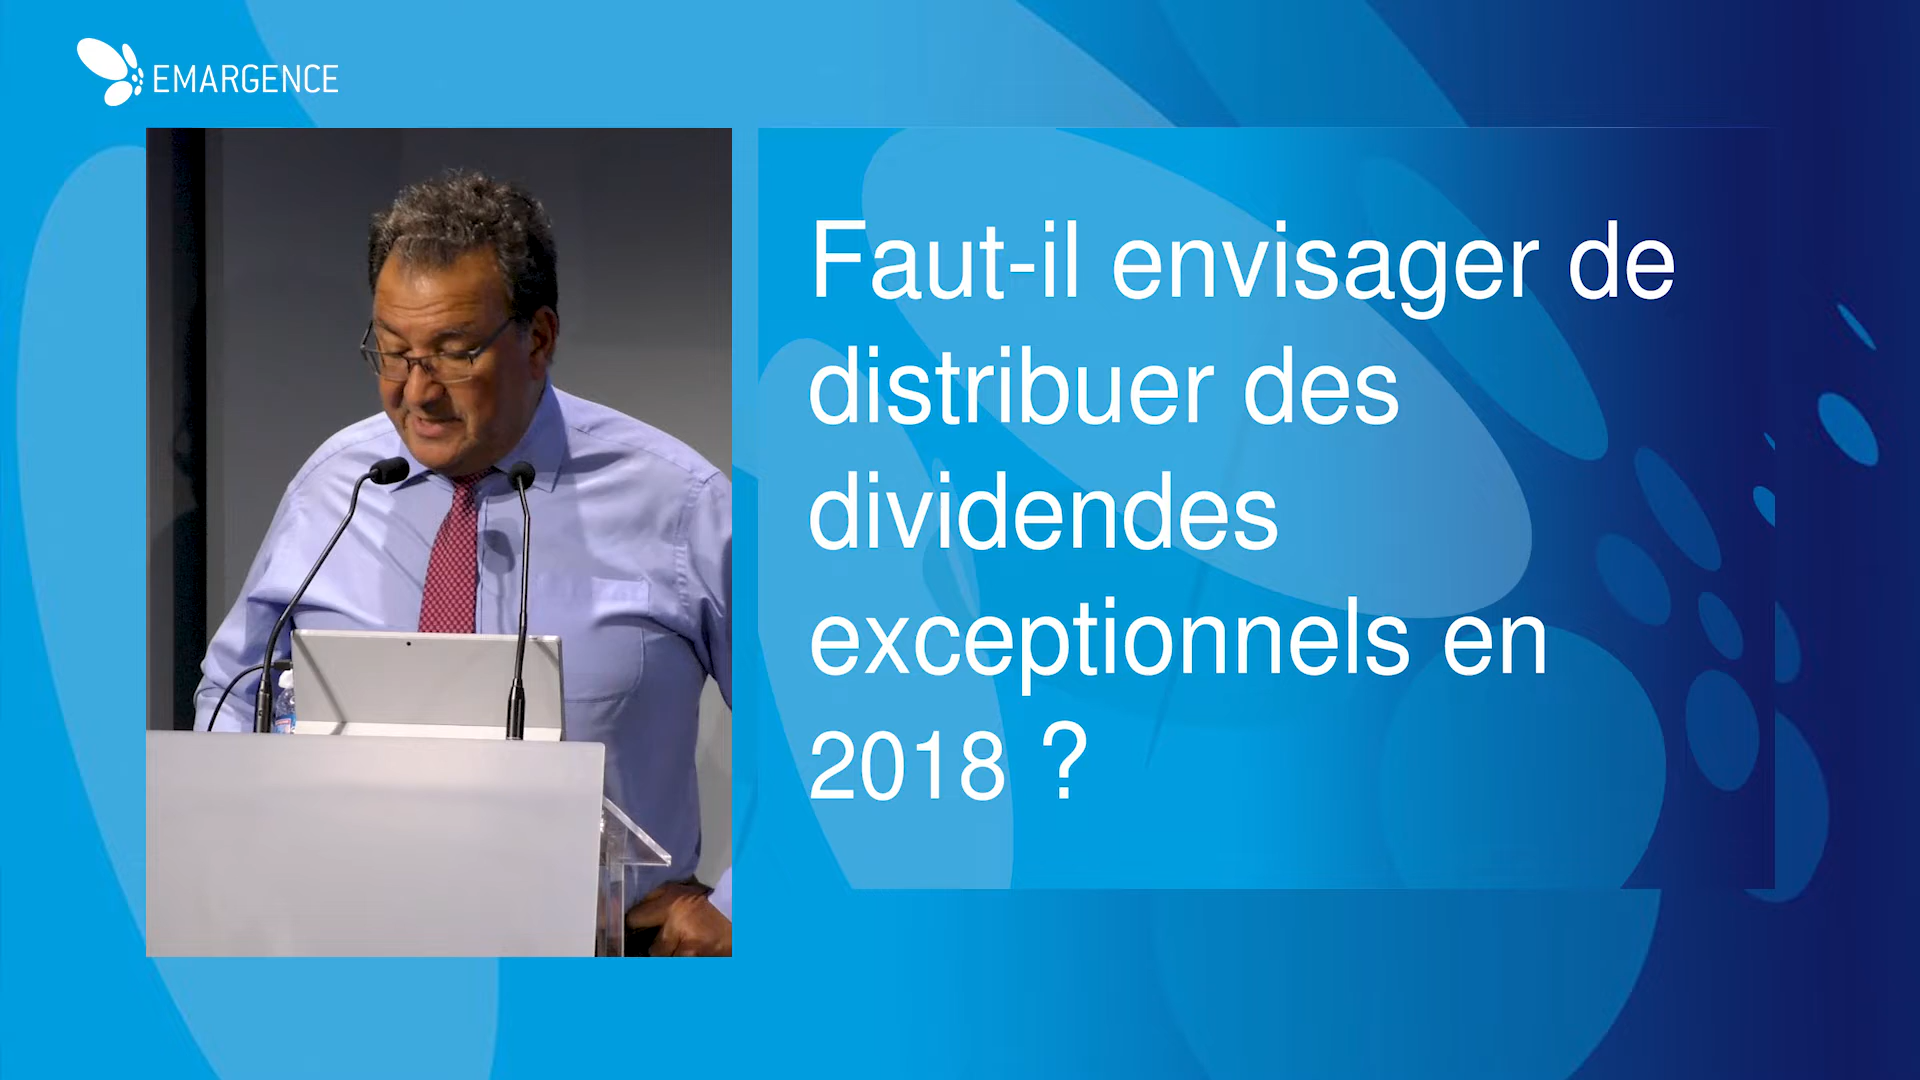 EMARGENCE
Faut-il envisager de
distribuer des
dividendes
exceptionnels en
2018 ?